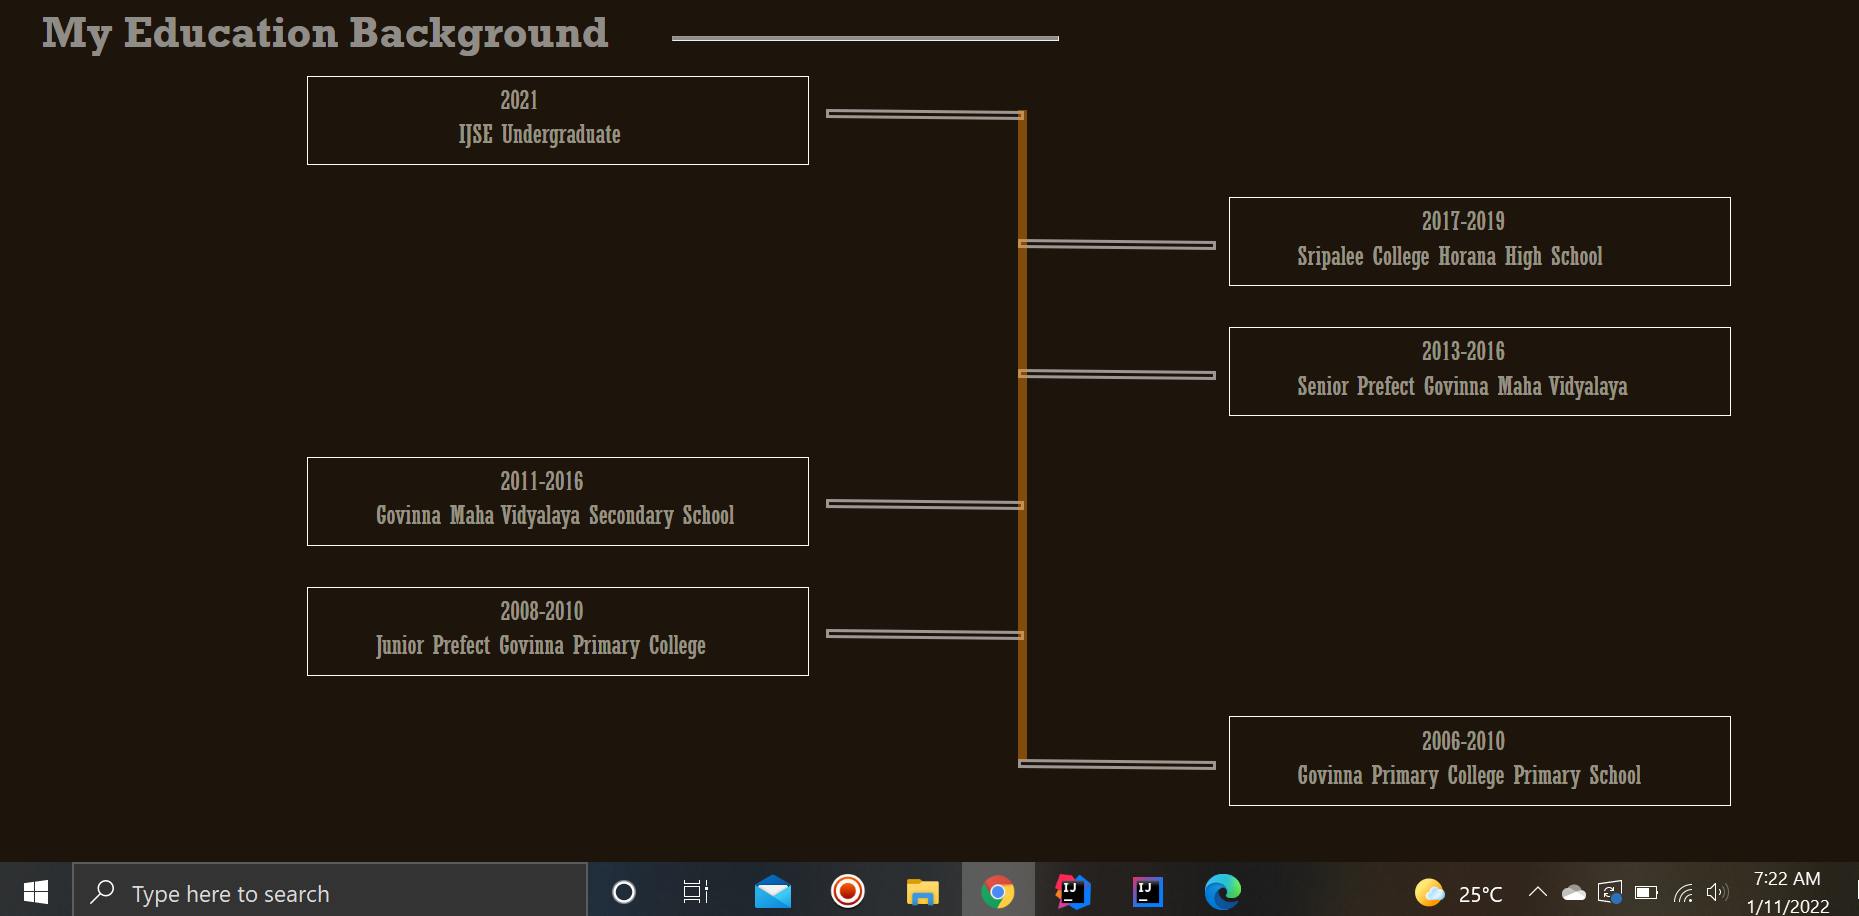 My Education Background
2021
IJSE Undergraduate
2017-2019
Sripalee College Horana High School
2013-2016
Senior Prefect Govinna Maha Vidyalaya
2011-2016
Govinna Maha Vidyalaya Secondary School
2008-2010
Junior Prefect Govinna Primary College
2006-2010
Govinna Primary College Primary School
Type here to search
IJ
IJ
25°C
7:22 AM
1/11/2022